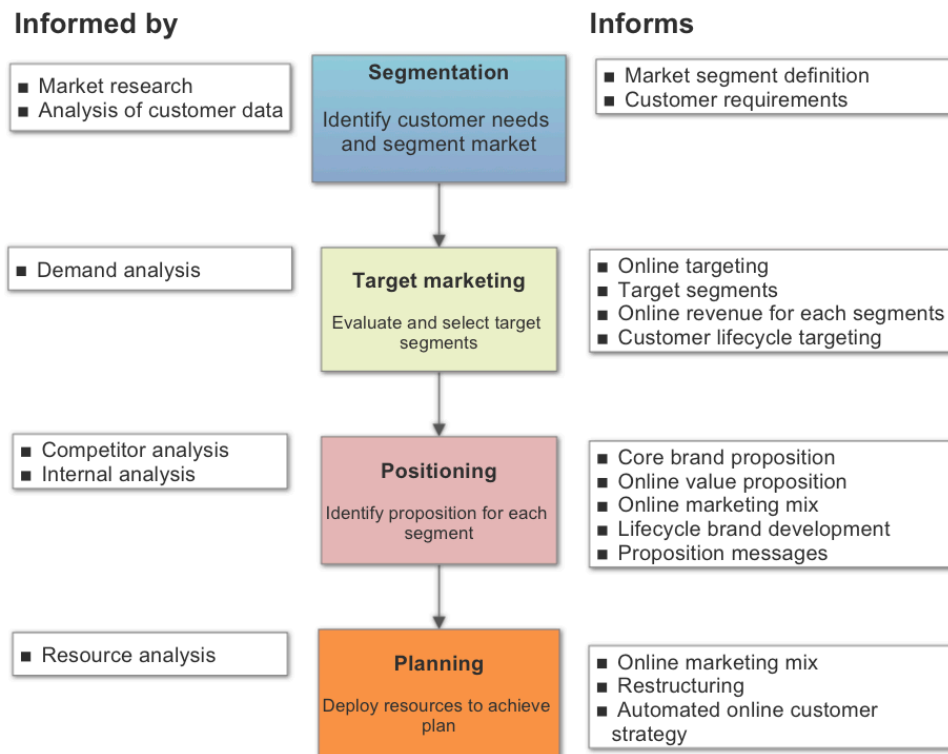 Informed by
Informs
■ Market research
■ Analysis of customer data
Segmentation
Identify customer needs
and segment market
■ Market segment definition
■ Customer requirements
■ Demand analysis
Target marketing
Evaluate and select target
segments
■ Online targeting
■ Target segments
■ Online revenue for each segments
■ Customer lifecycle targeting
■ Competitor analysis
■ Internal analysis
Positioning
Identify proposition for each
segment
■ Core brand proposition
■ Online value proposition
■ Online marketing mix
■ Lifecycle brand development
■ Proposition messages
■ Resource analysis
Planning
Deploy resources to achieve
plan
■ Online marketing mix
■ Restructuring
■ Automated online customer
strategy